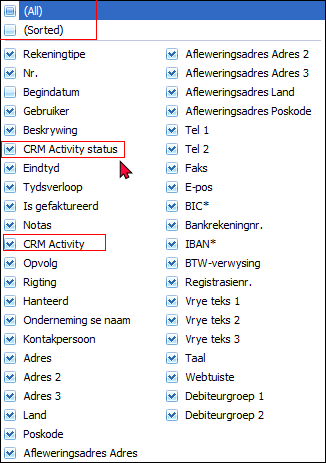 (All)
(Sorted)
Rekeningtipe
Nr.
Begindatum
Gebruiker
Beskrywing
CRM Activity status
Eindtyd
Tydsverloop
Is gefaktureerd
Notas
CRM Activity
Opvolg
Rigting
Hanteerd
Onderneming se naam
Kontakpersoon
Adres
Adres 2
Adres 3
Land
Poskode
Afleweringsadres Adres
Afleweringsadres Adres 2
Afleweringsadres Adres 3
Afleweringsadres Land
Afleweringsadres Poskode
Tel 1
Tel 2
Faks
E-pos
BIC*
Bankrekeningnr.
IBAN*
BTW-verwysing
Registrasienr.
Vrye teks 1
Vrye teks 2
Vrye teks 3
Taal
Webtuiste
Debiteurgroep 1
Debiteurgroep 2